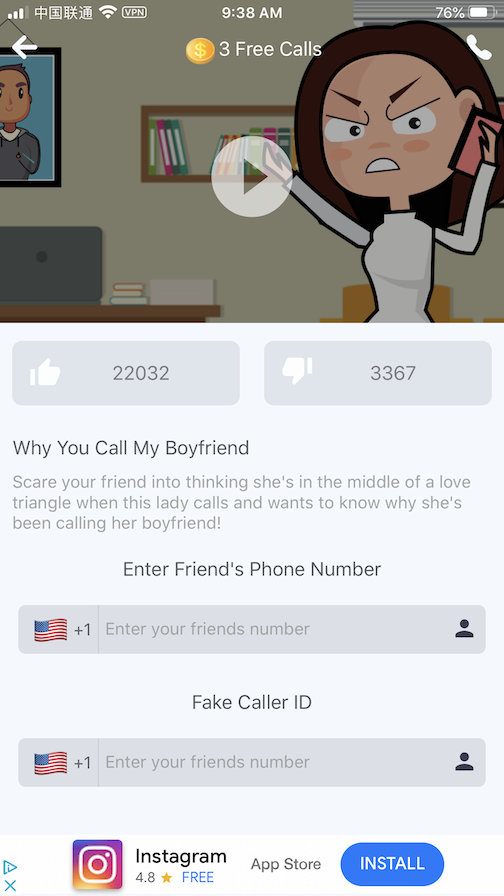 中国联通 VPN 9:38 AM 76%
$ 3 Free Calls
22032 3367
Why You Call My Boyfriend
Scare your friend into thinking she's in the middle of a love
triangle when this lady calls and wants to know why she's
been calling her boyfriend!
Enter Friend's Phone Number
+1 Enter your friends number
Fake Caller ID
+1 Enter your friends number
Instagram
4.8 FREE
App Store
INSTALL